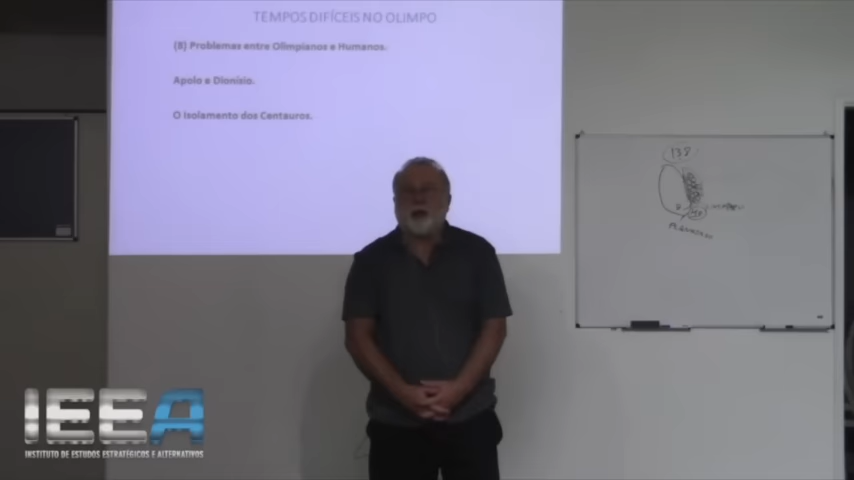 TEMPOS DIFÍCEIS NO OLIMPO
(8) Problemas entre Olimpianos e Humanos.
Apolo e Dionísio.
O Isolamento dos Centauros.
138
IEEA
INSTITUTO DE ESTUDOS ESTRATÉGICOS E ALTERNATIVOS